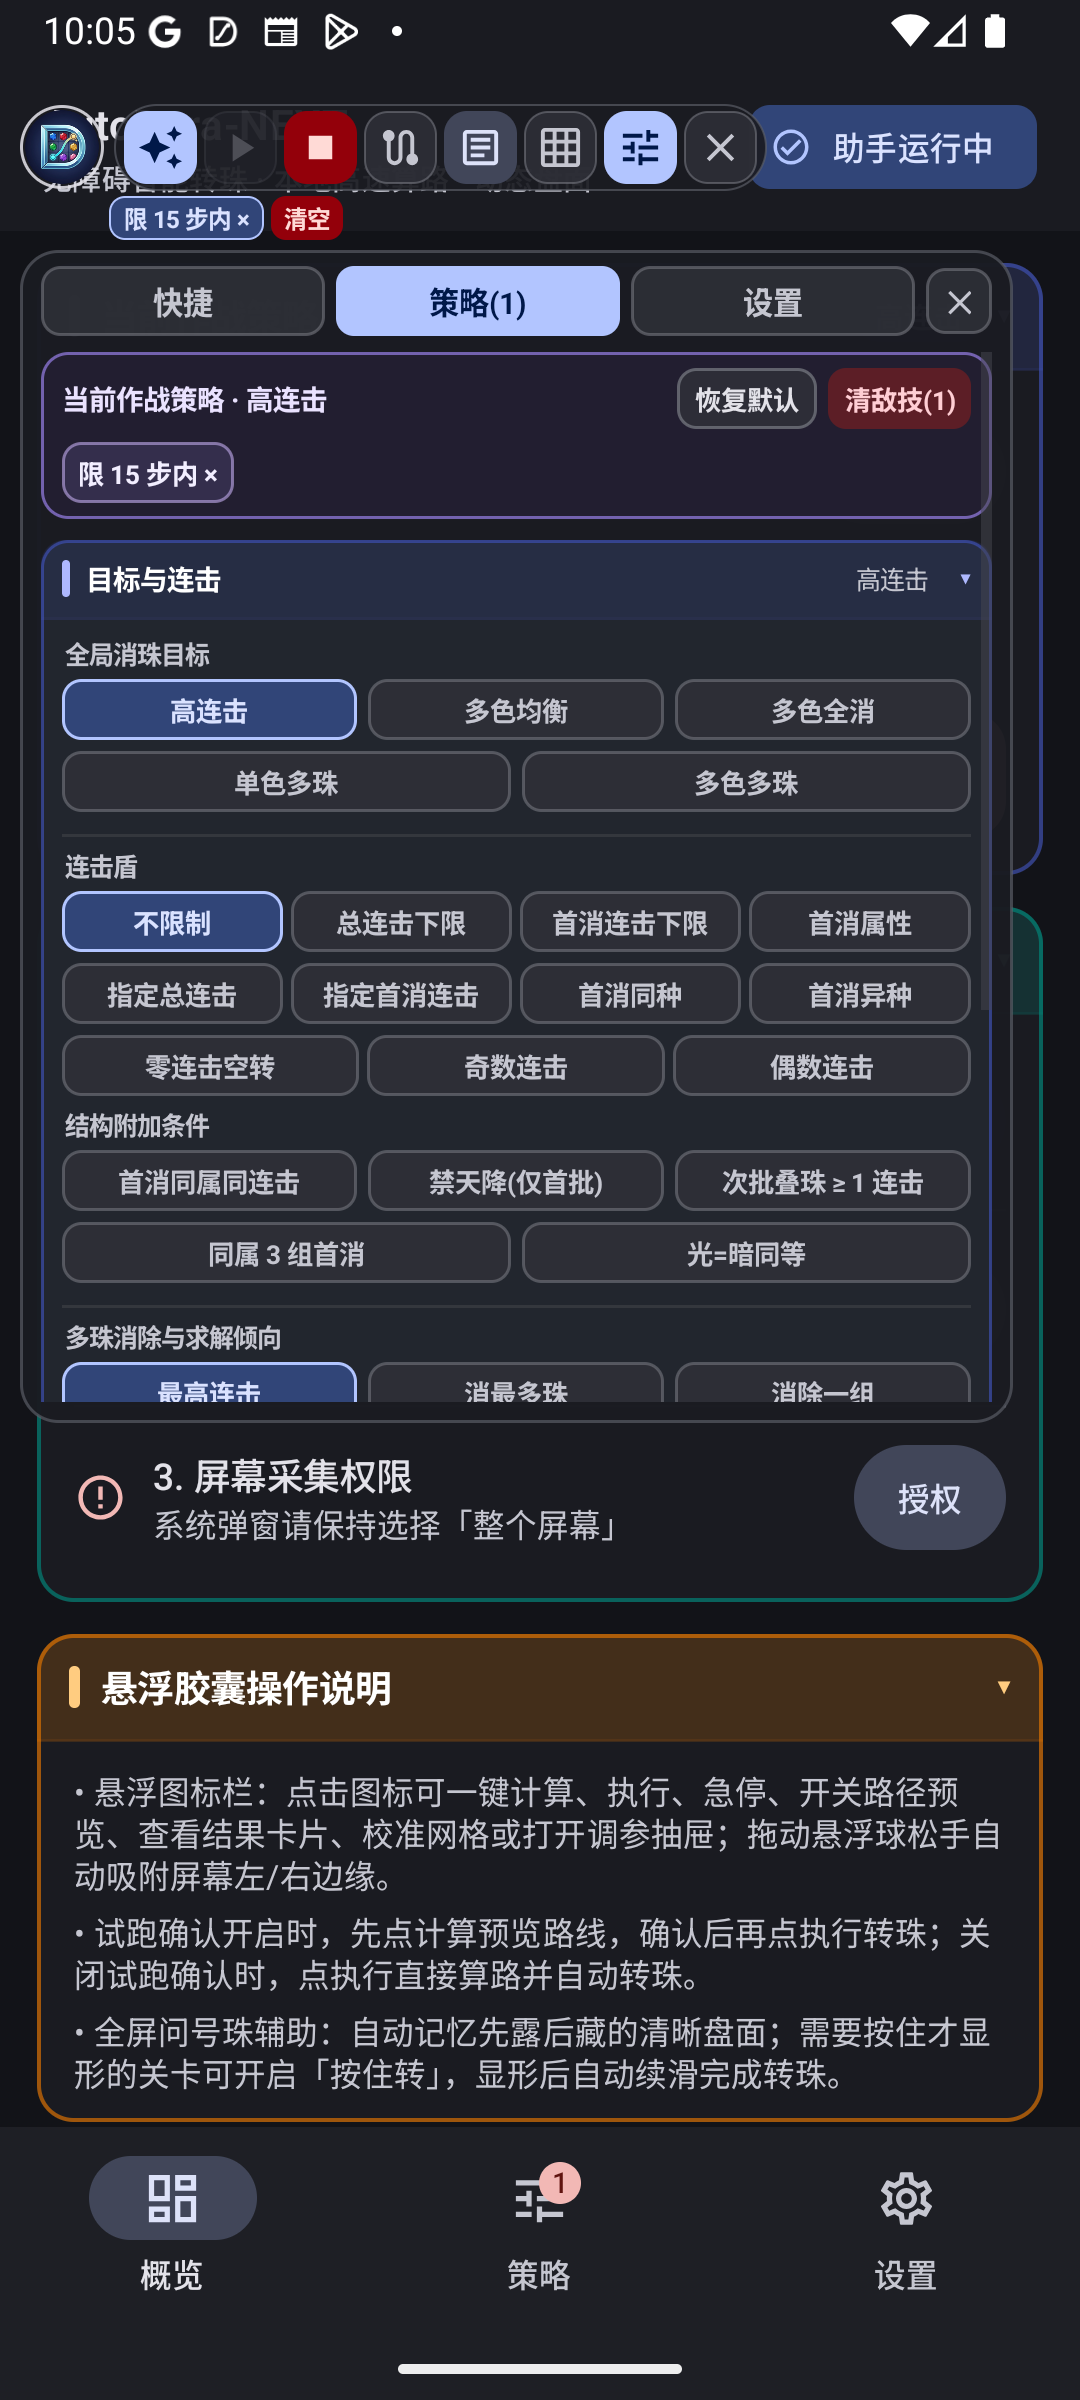 10:05
助手运行中
限 15 步内 ×
清空
快捷
策略(1)
设置
当前作战策略 · 高连击
恢复默认
清敌技(1)
限 15 步内 ×
目标与连击
高连击
全局消珠目标
高连击
多色均衡
多色全消
单色多珠
多色多珠
连击盾
不限制
总连击下限
首消连击下限
首消属性
指定总连击
指定首消连击
首消同种
首消异种
零连击空转
奇数连击
偶数连击
结构附加条件
首消同属同连击
禁天降(仅首批)
次批叠珠 ≥ 1 连击
同属 3 组首消
光=暗同等
多珠消除与求解倾向
最高连击
消最多珠
消除一组
3. 屏幕采集权限
系统弹窗请保持选择「整个屏幕」
授权
悬浮胶囊操作说明
• 悬浮图标栏：点击图标可一键计算、执行、急停、开关路径预
览、查看结果卡片、校准网格或打开调参抽屉；拖动悬浮球松手自
动吸附屏幕左/右边缘。
• 试跑确认开启时，先点计算预览路线，确认后再点执行转珠；关
闭试跑确认时，点执行直接算路并自动转珠。
• 全屏问号珠辅助：自动记忆先露后藏的清晰盘面；需要按住才显
形的关卡可开启「按住转」，显形后自动续滑完成转珠。
1
概览
策略
设置